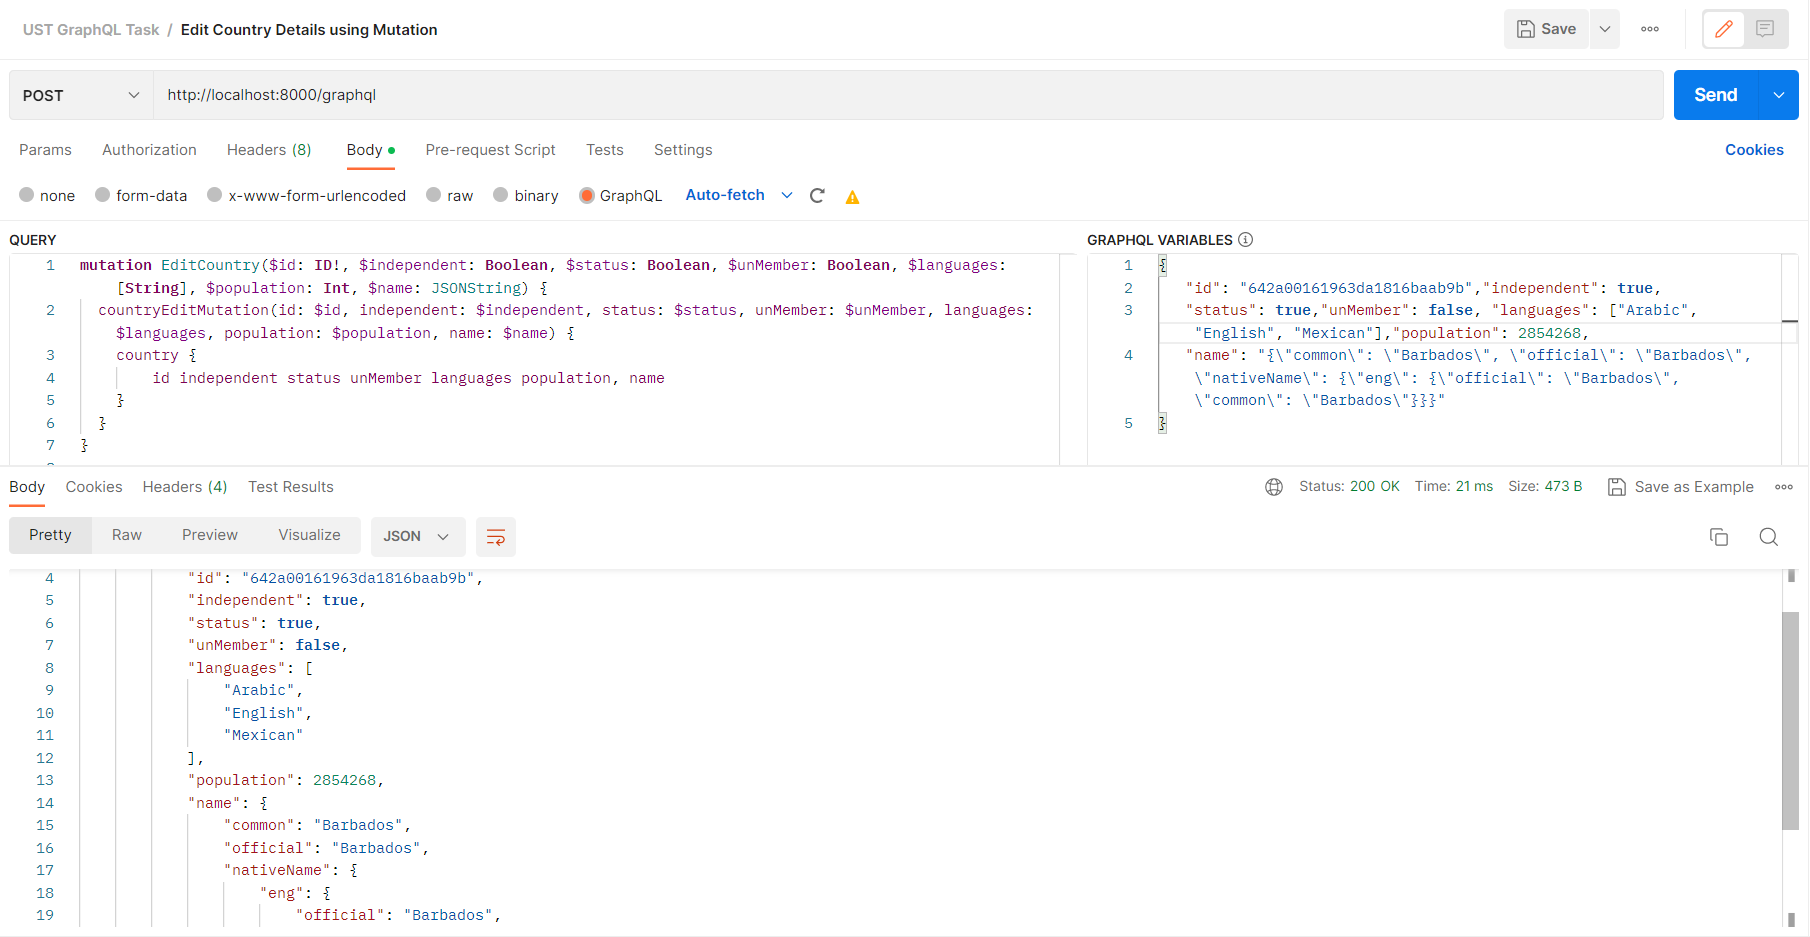 UST GraphQL Task / Edit Country Details using Mutation
Save
POST
http://localhost:8000/graphql
Send
Params Authorization Headers (8) Body Pre-request Script Tests Settings Cookies
none form-data x-www-form-urlencoded raw binary GraphQL Auto-fetch
QUERY
1 mutation EditCountry($id: ID!, $independent: Boolean, $status: Boolean, $unMember: Boolean, $languages:
[String], $population: Int, $name: JSONString) {
2 countryEditMutation(id: $id, independent: $independent, status: $status, unMember: $unMember, languages:
$languages, population: $population, name: $name) {
3 country {
4 id independent status unMember languages population, name
5 }
6 }
7 }
GRAPHQL VARIABLES
1 {
2 "id": "642a00161963da1816baab9b","independent": true,
3 "status": true,"unMember": false, "languages": ["Arabic",
"English", "Mexican"],"population": 2854268,
4 "name": "{\"common\": \"Barbados\", \"official\": \"Barbados\",
\"nativeName\": {\"eng\": {\"official\": \"Barbados\",
\"common\": \"Barbados\"}}}"
5 }
Body Cookies Headers (4) Test Results
Status: 200 OK Time: 21 ms Size: 473 B Save as Example
Pretty Raw Preview Visualize JSON
4 "id": "642a00161963da1816baab9b",
5 "independent": true,
6 "status": true,
7 "unMember": false,
8 "languages": [
9 "Arabic",
10 "English",
11 "Mexican"
12 ],
13 "population": 2854268,
14 "name": {
15 "common": "Barbados",
16 "official": "Barbados",
17 "nativeName": {
18 "eng": {
19 "official": "Barbados",